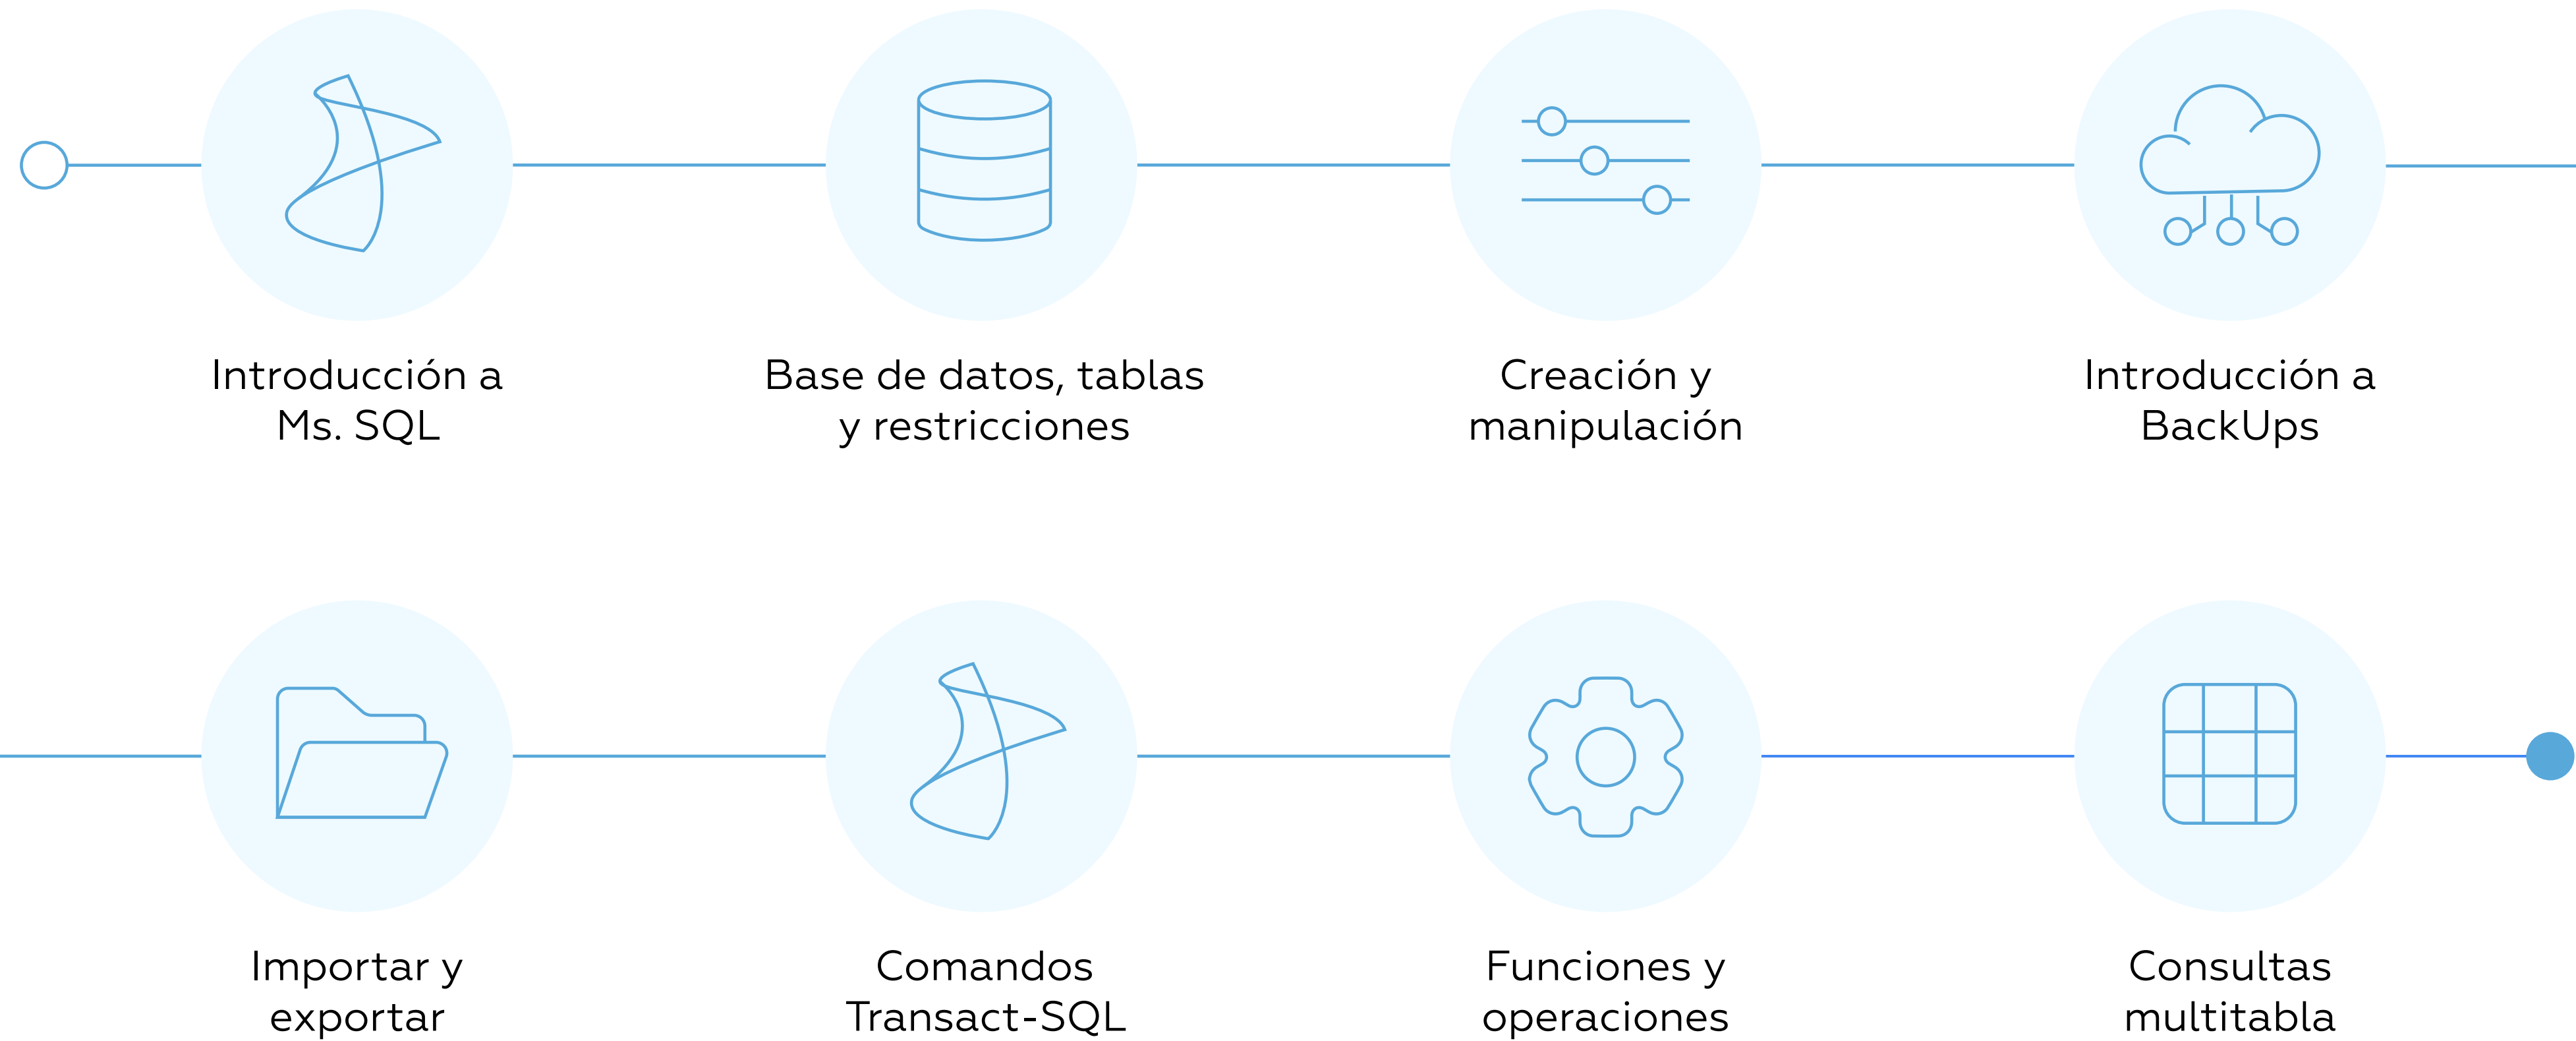 Introducción a
Ms. SQL
Base de datos, tablas
y restricciones
Creación y
manipulación
Introducción a
BackUps
Importar y
exportar
Comandos
Transact-SQL
Funciones y
operaciones
Consultas
multitabla